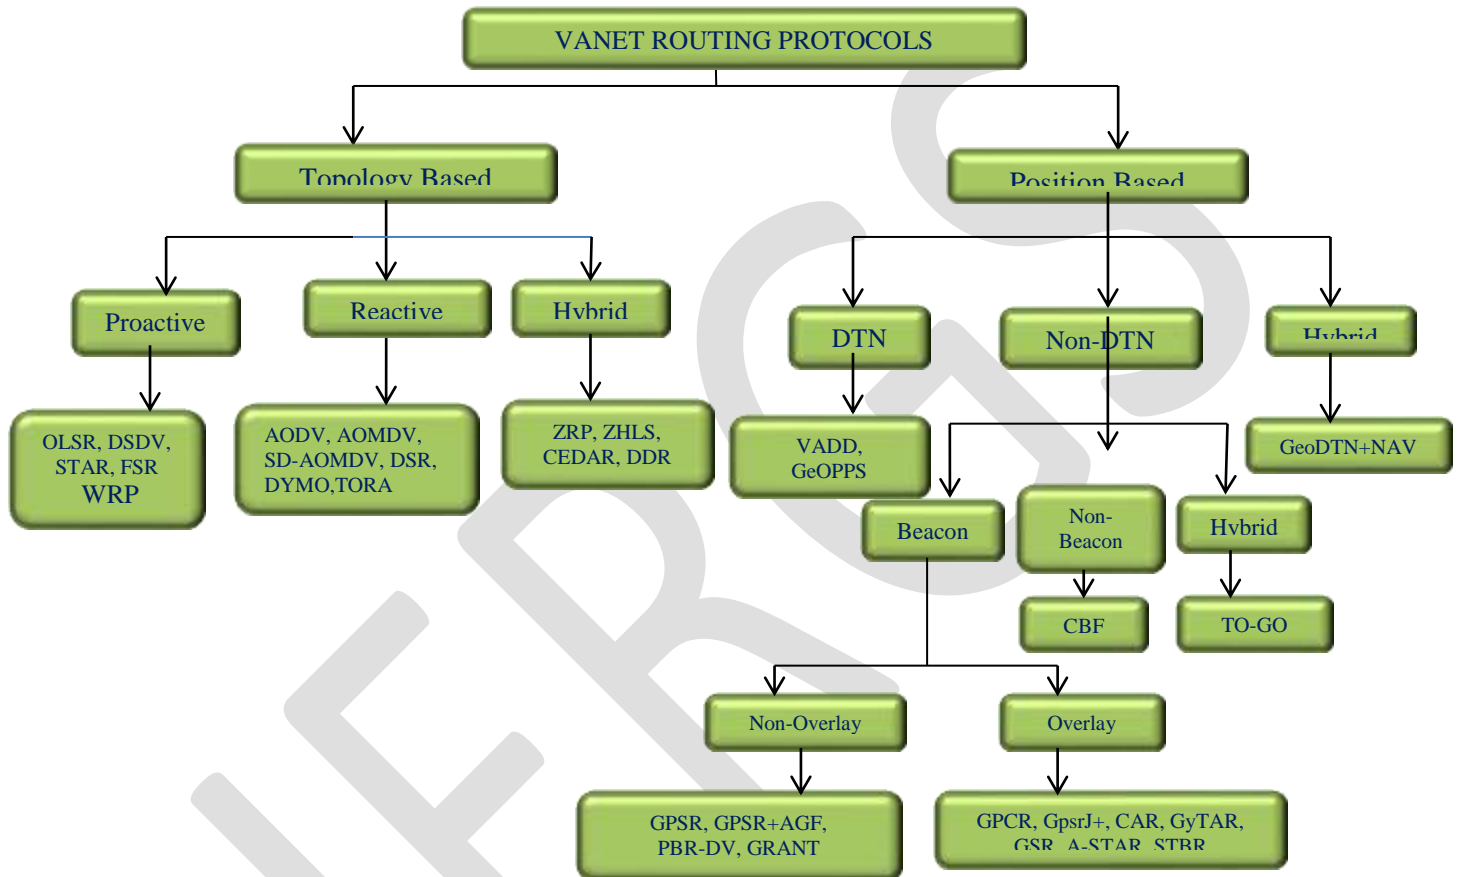 VANET ROUTING PROTOCOLS
Topology Based
Position Based
Proactive
Reactive
Hybrid
DTN
Non-DTN
Hybrid
OLSR, DSDV,
STAR, FSR
WRP
AODV, AOMDV,
SD-AOMDV, DSR,
DYMO,TORA
ZRP, ZHLS,
CEDAR, DDR
VADD,
GeOPPS
GeoDTN+NAV
Beacon
Non-
Beacon
Hybrid
CBF
TO-GO
Non-Overlay
Overlay
GPSR, GPSR+AGF,
PBR-DV, GRANT
GPCR, GpsrJ+, CAR, GyTAR,
GSR, A-STAR, STBR